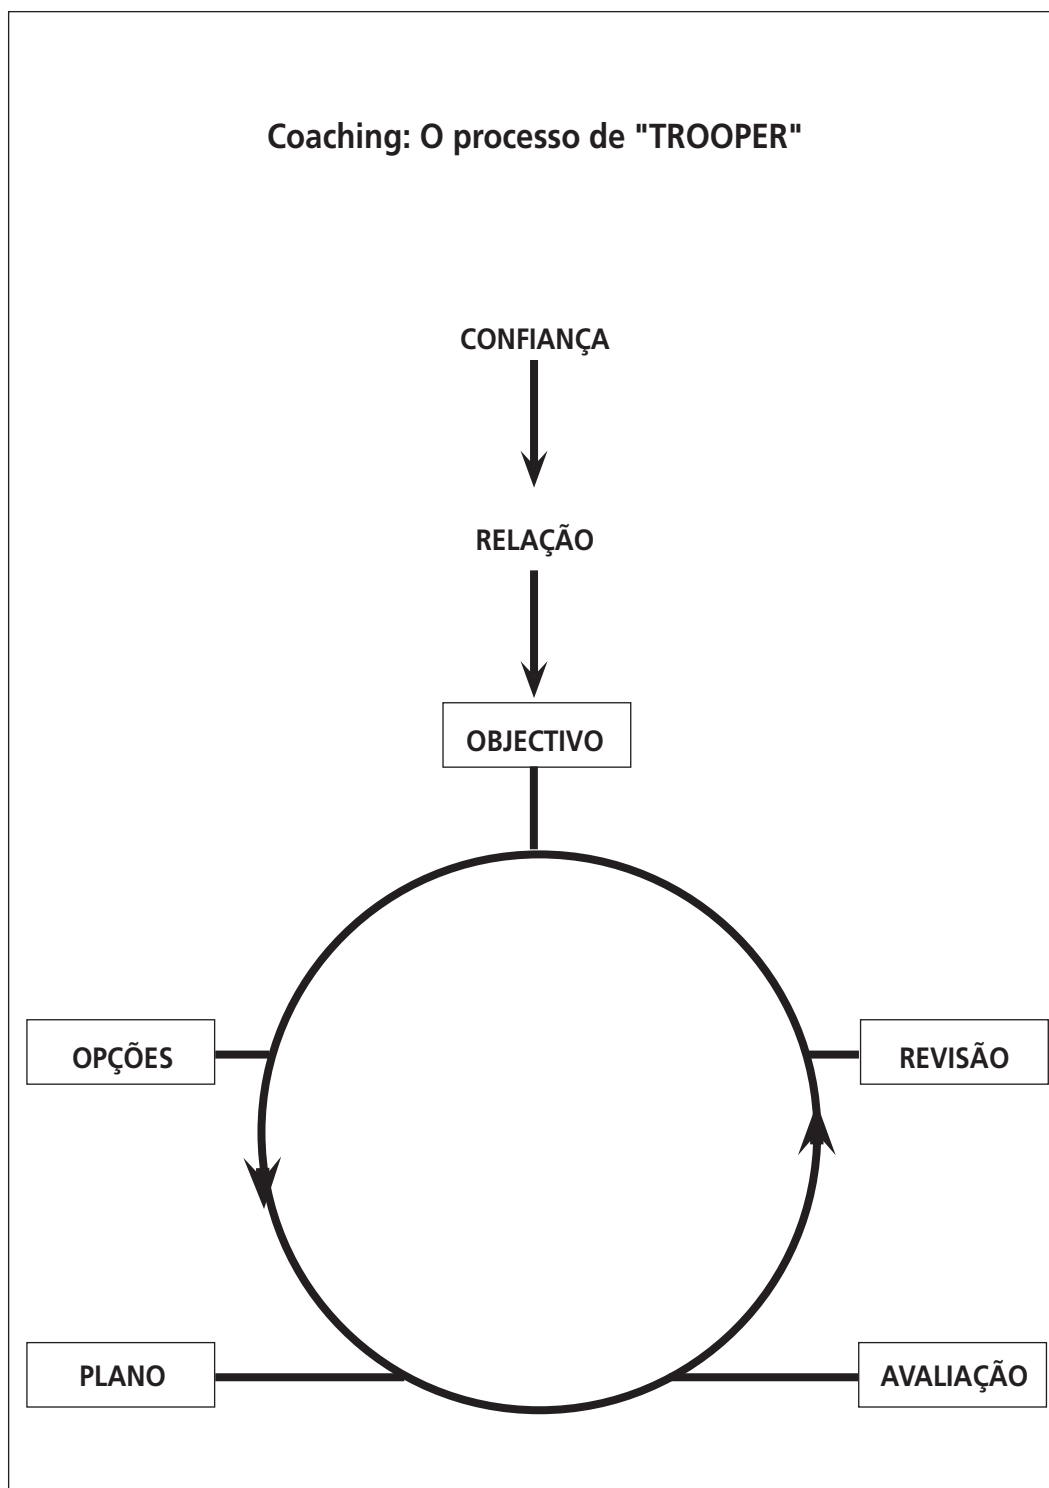 Coaching: O processo de "TROOPER"
CONFIANÇA
RELAÇÃO
OBJECTIVO
OPÇÕES
REVISÃO
PLANO
AVALIAÇÃO